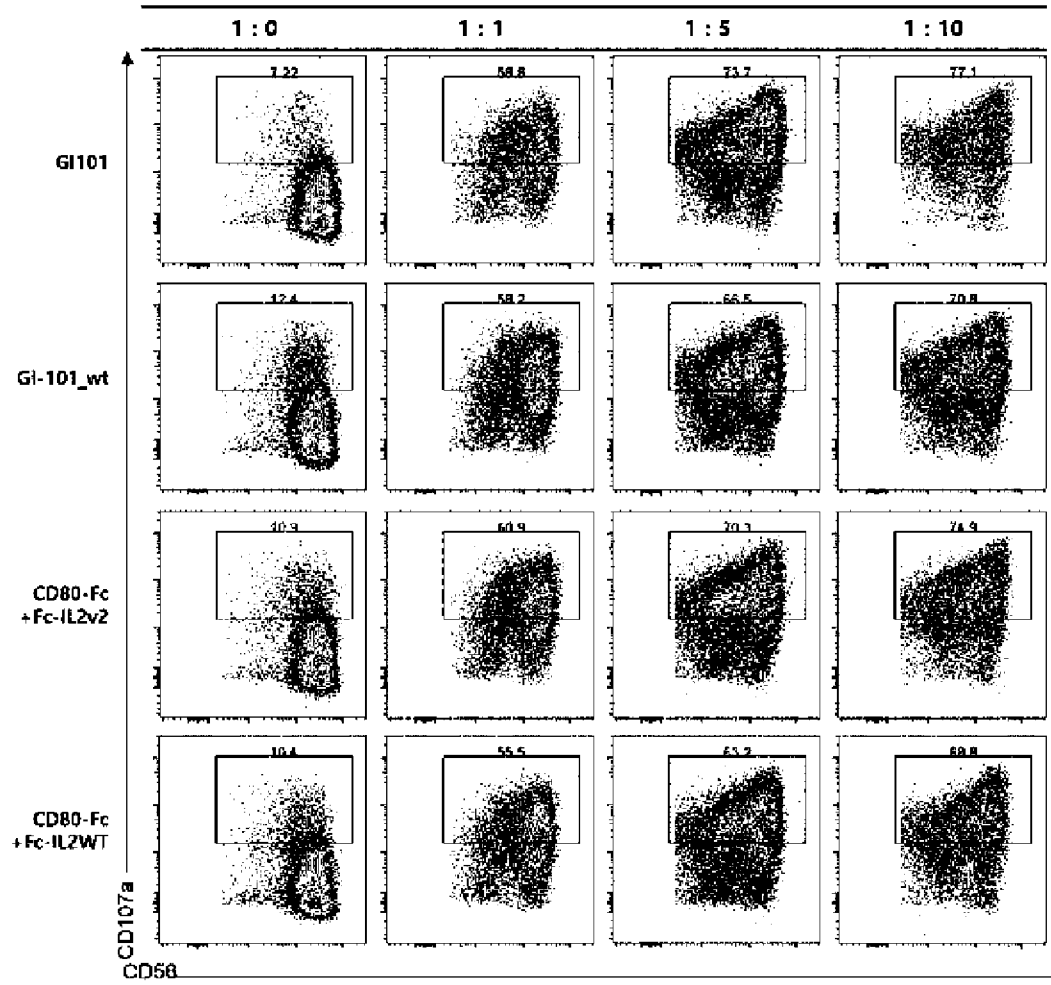 1 : 0 1 : 1 1 : 5 1 : 10
GI101 7.22 58.8 73.7 77.1
GI-101_wt 12.4 58.2 66.5 70.8
CD80-Fc
+Fc-IL2v2 10.9 60.9 70.3 74.9
CD80-Fc
+Fc-IL2WT 10.4 55.5 63.2 69.8
CD107a
CD56